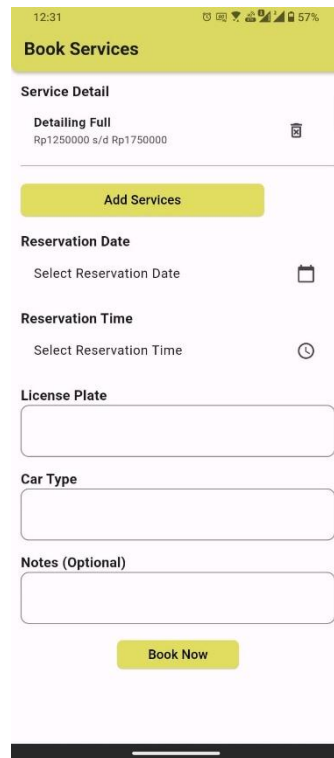 12:31
57%
Book Services
Service Detail
Detailing Full
Rp1250000 s/d Rp1750000
Add Services
Reservation Date
Select Reservation Date
Reservation Time
Select Reservation Time
License Plate
Car Type
Notes (Optional)
Book Now